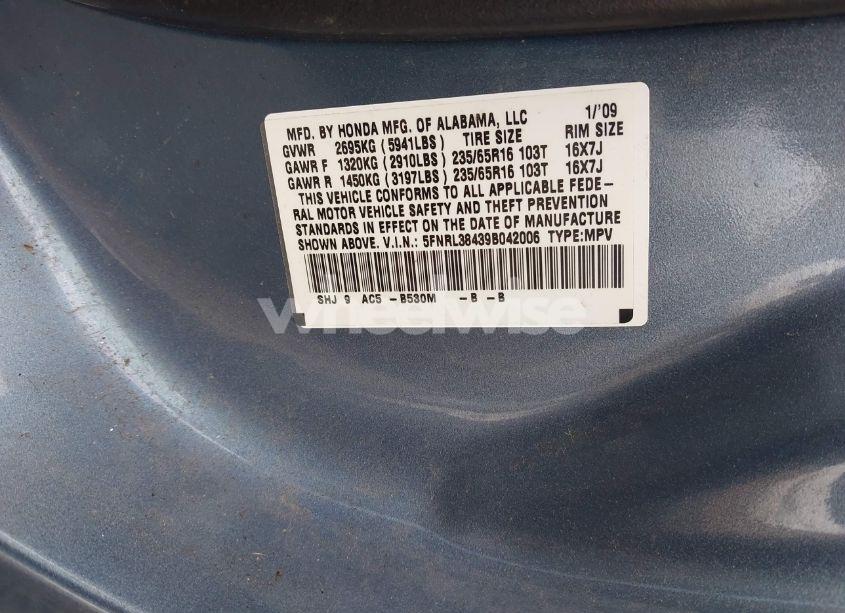 MFD. BY HONDA MFG. OF ALABAMA, LLC 1/'09
GVWR 2695KG (5941LBS) TIRE SIZE RIM SIZE
GAWR F 1320KG (2910LBS) 235/65R16 103T 16X7J
GAWR R 1450KG (3197LBS) 235/65R16 103T 16X7J
THIS VEHICLE CONFORMS TO ALL APPLICABLE FEDE-
RAL MOTOR VEHICLE SAFETY AND THEFT PREVENTION
STANDARDS IN EFFECT ON THE DATE OF MANUFACTURE
SHOWN ABOVE. V.I.N.: 5FNRL38439B042006 TYPE:MPV
SHJ 9 AC5 -B530M -B -B
wheelwise